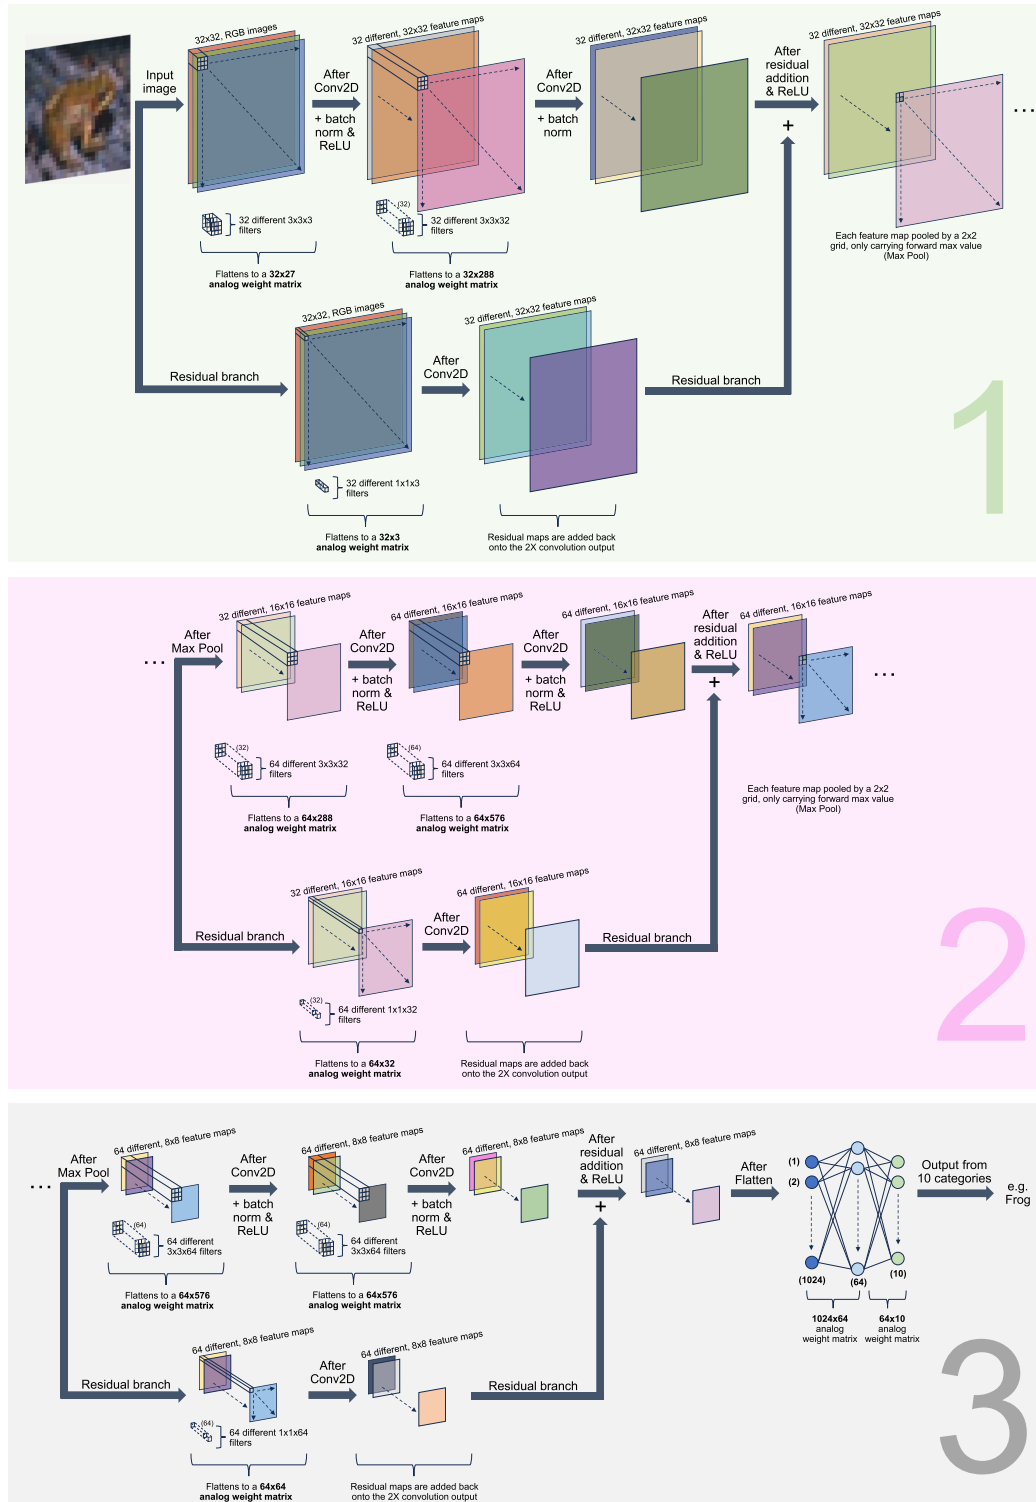 32x32, RGB images
32 different, 32x32 feature maps
32 different, 32x32 feature maps
32 different, 32x32 feature maps
Input
image
After
Conv2D
+ batch
norm &
ReLU
After
Conv2D
+ batch
norm
After
residual
addition
& ReLU
+
...
(32)
32 different 3x3x3
filters
32 different 3x3x32
filters
Flattens to a 32x27
analog weight matrix
Flattens to a 32x288
analog weight matrix
Each feature map pooled by a 2x2
grid, only carrying forward max value
(Max Pool)
32x32, RGB images
32 different, 32x32 feature maps
Residual branch
After
Conv2D
Residual branch
32 different 1x1x3
filters
Flattens to a 32x3
analog weight matrix
Residual maps are added back
onto the 2X convolution output
1
32 different, 16x16 feature maps
64 different, 16x16 feature maps
64 different, 16x16 feature maps
64 different, 16x16 feature maps
...
After
Max Pool
After
Conv2D
+ batch
norm &
ReLU
After
Conv2D
+ batch
norm &
ReLU
After
residual
addition
& ReLU
+
...
(32)
64 different 3x3x32
filters
(64)
64 different 3x3x64
filters
Flattens to a 64x288
analog weight matrix
Flattens to a 64x576
analog weight matrix
Each feature map pooled by a 2x2
grid, only carrying forward max value
(Max Pool)
32 different, 16x16 feature maps
64 different, 16x16 feature maps
Residual branch
After
Conv2D
Residual branch
(32)
64 different 1x1x32
filters
Flattens to a 64x32
analog weight matrix
Residual maps are added back
onto the 2X convolution output
2
64 different, 8x8 feature maps
64 different, 8x8 feature maps
64 different, 8x8 feature maps
64 different, 8x8 feature maps
...
After
Max Pool
After
Conv2D
+ batch
norm &
ReLU
After
Conv2D
+ batch
norm &
ReLU
After
residual
addition
& ReLU
+
After
Flatten
(1)
(2)
(1024)
(64)
(10)
Output from
10 categories
e.g.
Frog
(64)
64 different
3x3x64 filters
(64)
64 different
3x3x64 filters
Flattens to a 64x576
analog weight matrix
Flattens to a 64x576
analog weight matrix
1024x64
analog
weight matrix
64x10
analog
weight matrix
64 different, 8x8 feature maps
64 different, 8x8 feature maps
Residual branch
After
Conv2D
Residual branch
(64)
64 different 1x1x64
filters
Flattens to a 64x64
analog weight matrix
Residual maps are added back
onto the 2X convolution output
3